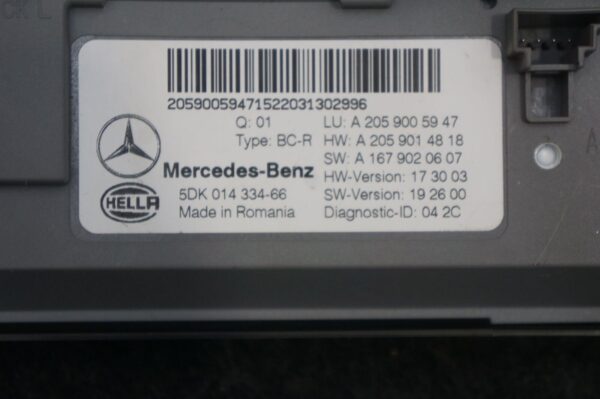 CK L
20590059471522031302996
Q: 01 LU: A 205 900 59 47
Type: BC-R HW: A 205 901 48 18
SW: A 167 902 06 07
Mercedes-Benz HW-Version: 17 30 03
5DK 014 334-66 SW-Version: 19 26 00
HELLA Made in Romania Diagnostic-ID: 04 2C
A